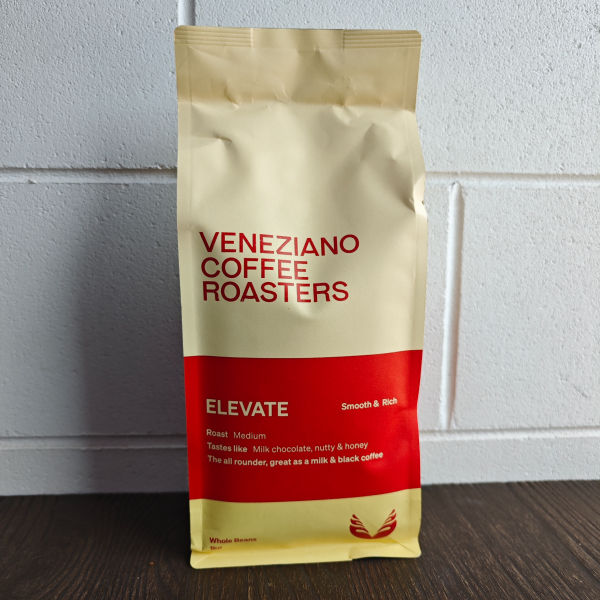 VENEZIANO
COFFEE
ROASTERS
ELEVATE
Smooth & Rich
Roast Medium
Tastes like Milk chocolate, nutty & honey
The all rounder, great as a milk & black coffee
Whole Beans